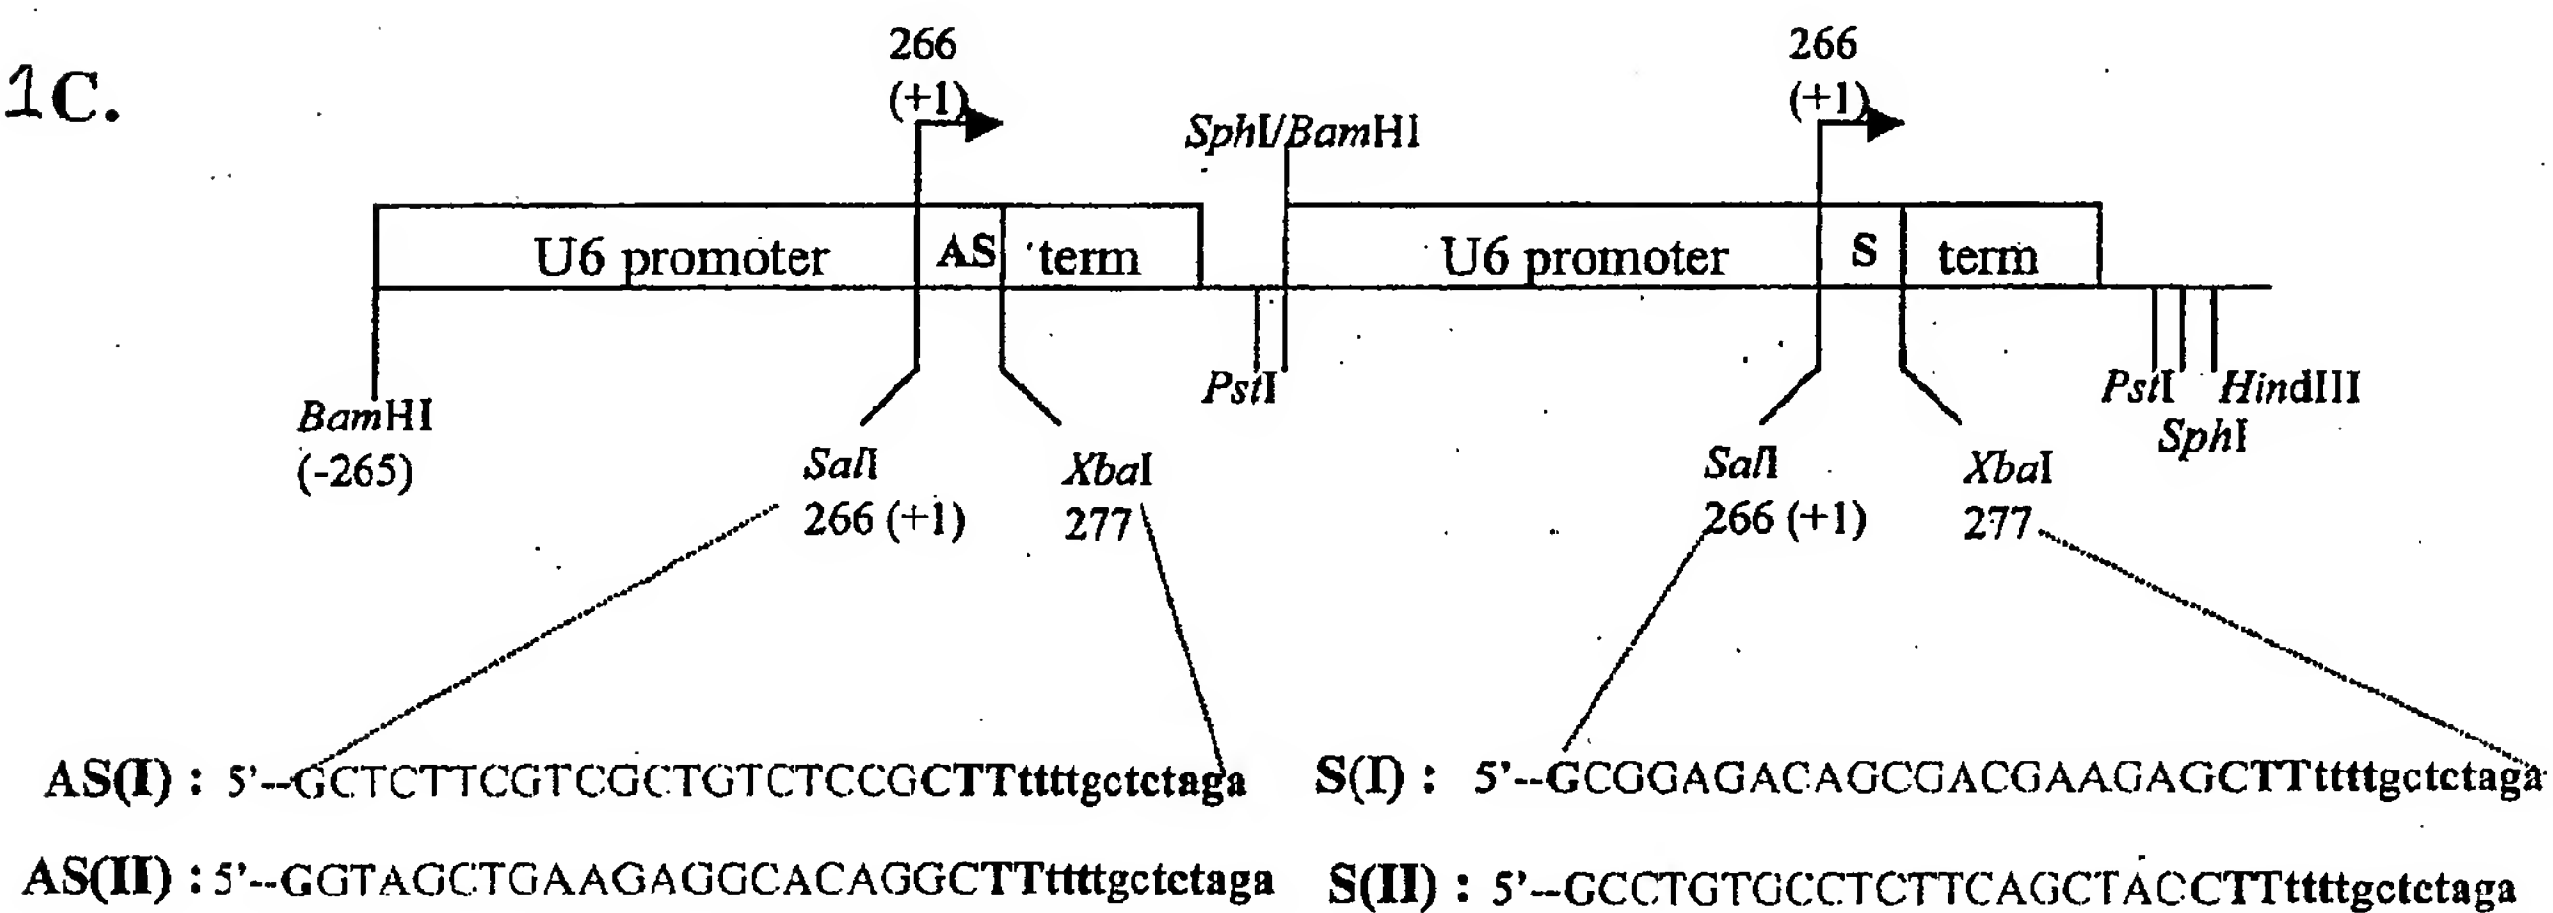 1C.
266
(+1)
266
(+1)
SphI/BamHI
U6 promoter
AS
term
U6 promoter
S
term
BamHI
(-265)
PstI
PstI
HindIII
SphI
SalI
266 (+1)
XbaI
277
SalI
266 (+1)
XbaI
277
AS(I) : 5'--GCTCTTCGTCGCTGTCTCCGCTTttttgctctaga
S(I) : 5'--GCGGAGACAGCGACGAAGAGCTTttttgctctaga
AS(II) : 5'--GGTAGCTGAAGAGGCACAGGCTTttttgctctaga
S(II) : 5'--GCCTGTGCCTCTTCAGCTACCTTttttgctctaga